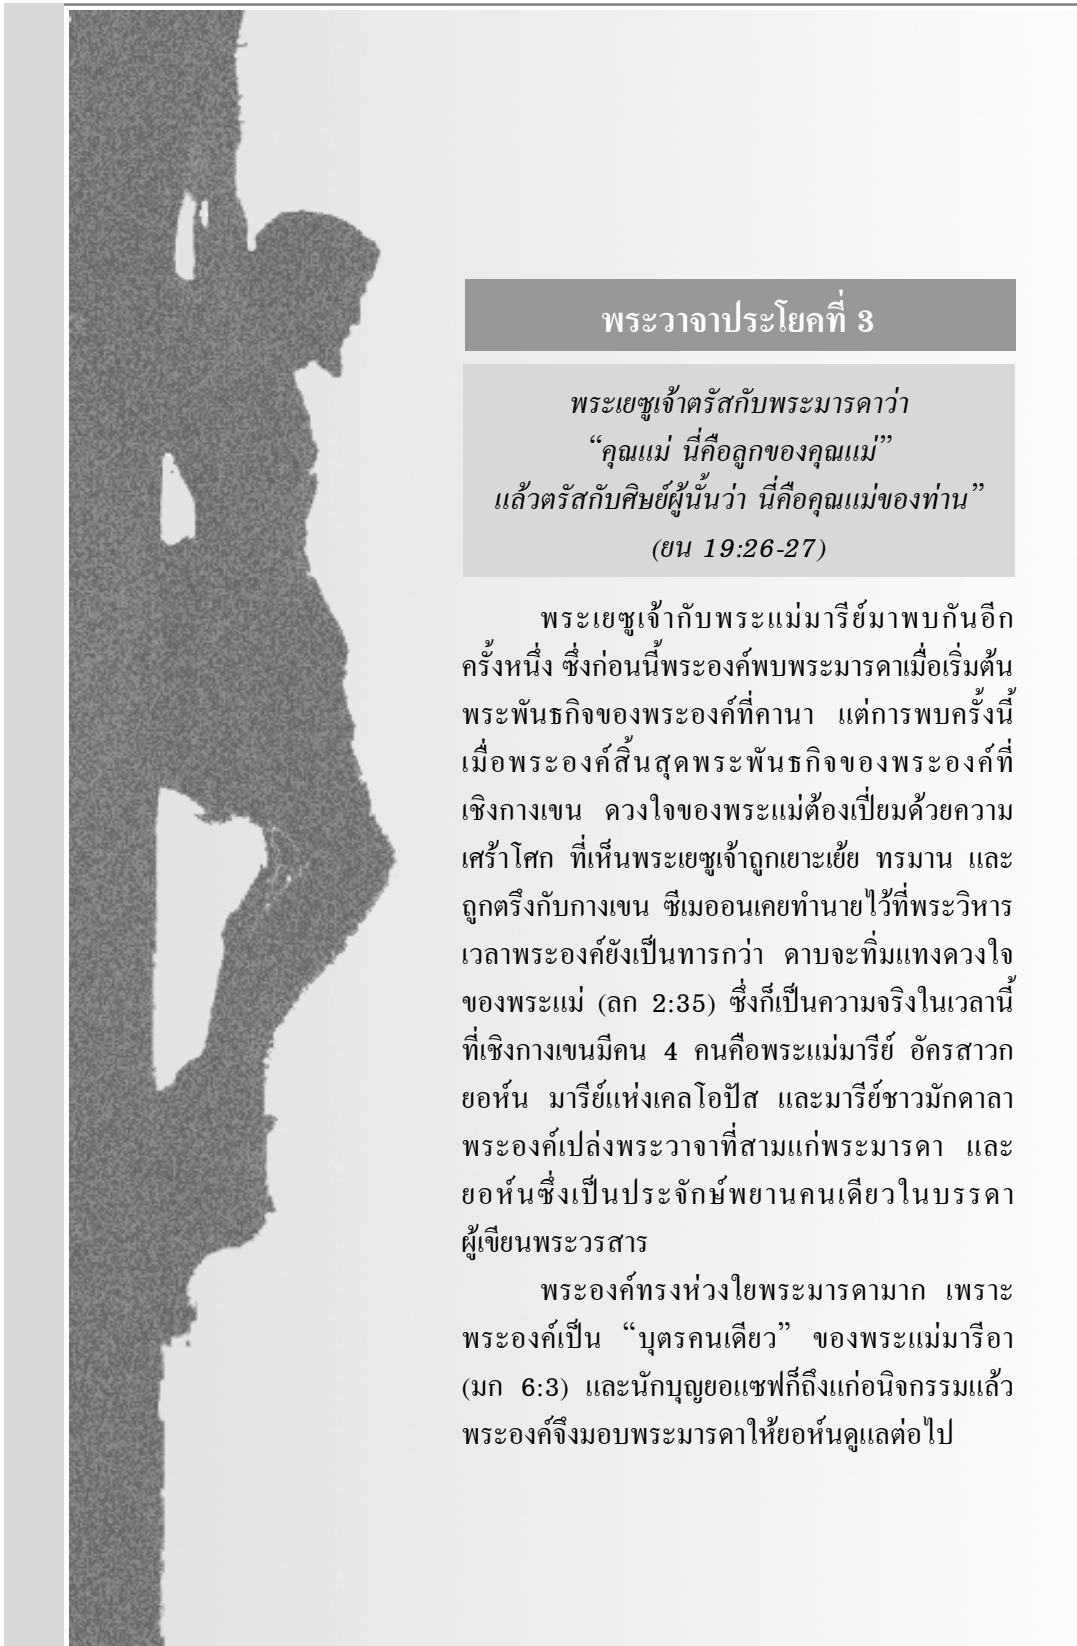 พระวาจาประโยคที่ 3
พระเยซูเจ้าตรัสกับพระมารดาว่า
“คุณแม่ นี่คือลูกของคุณแม่”
แล้วตรัสกับศิษย์ผู้นั้นว่า นี่คือคุณแม่ของท่าน”
(ยน 19:26-27)
พระเยซูเจ้ากับพระแม่มารีย์มาพบกันอีก
ครั้งหนึ่ง ซึ่งก่อนนี้พระองค์พบพระมารดาเมื่อเริ่มต้น
พระพันธกิจของพระองค์ที่คานา แต่การพบครั้งนี้
เมื่อพระองค์สิ้นสุดพระพันธกิจของพระองค์ที่
เชิงกางเขน ดวงใจของพระแม่ต้องเปี่ยมด้วยความ
เศร้าโศก ที่เห็นพระเยซูเจ้าถูกเยาะเย้ย ทรมาน และ
ถูกตรึงกับกางเขน ซีเมออนเคยทำนายไว้ที่พระวิหาร
เวลาพระองค์ยังเป็นทารกว่า ดาบจะทิ่มแทงดวงใจ
ของพระแม่ (ลก 2:35) ซึ่งก็เป็นความจริงในเวลานี้
ที่เชิงกางเขนมีคน 4 คนคือพระแม่มารีย์ อัครสาวก
ยอห์น มารีย์แห่งเคลโอปัส และมารีย์ชาวมักดาลา
พระองค์เปล่งพระวาจาที่สามแก่พระมารดา และ
ยอห์นซึ่งเป็นประจักษ์พยานคนเดียวในบรรดา
ผู้เขียนพระวรสาร
พระองค์ทรงห่วงใยพระมารดามาก เพราะ
พระองค์เป็น “บุตรคนเดียว” ของพระแม่มารีอา
(มก 6:3) และนักบุญยอแซฟก็ถึงแก่อนิจกรรมแล้ว
พระองค์จึงมอบพระมารดาให้ยอห์นดูแลต่อไป